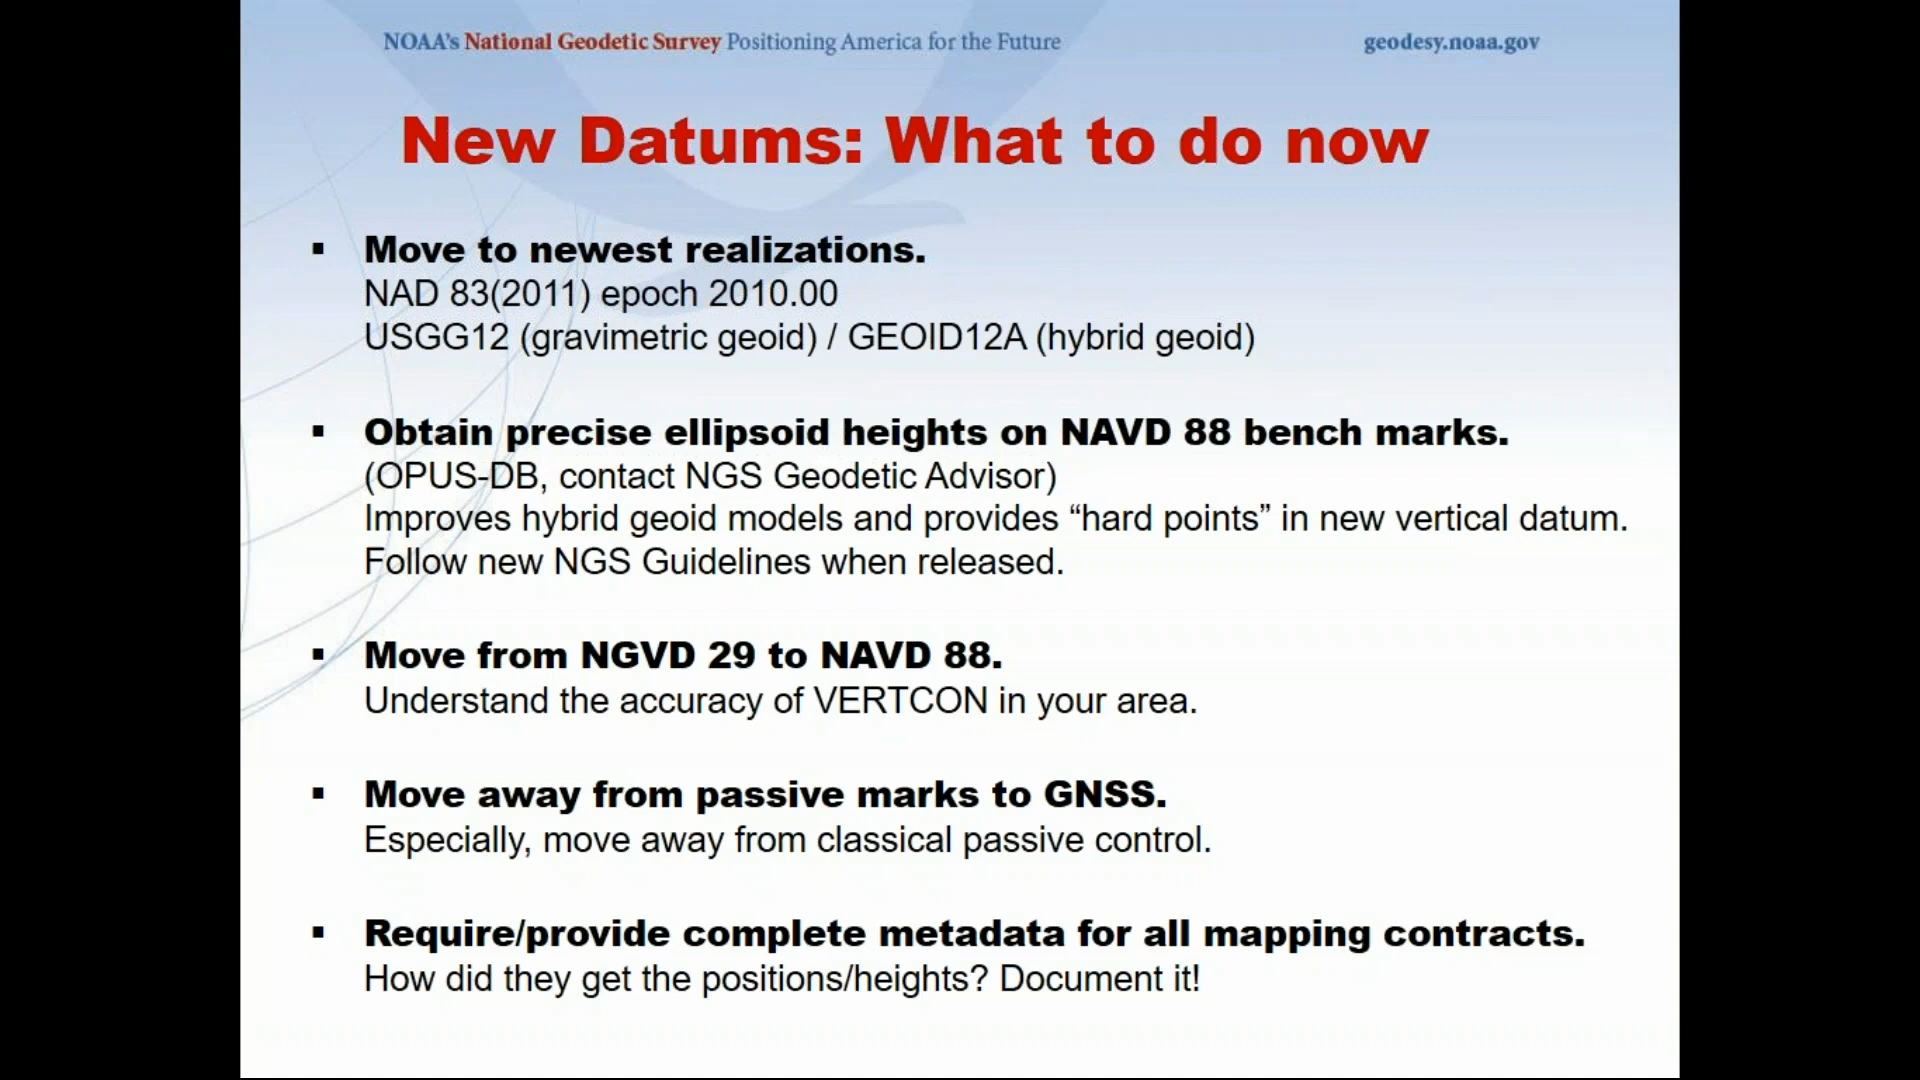 NOAA's National Geodetic Survey Positioning America for the Future
geodesy.noaa.gov
New Datums: What to do now
▪ Move to newest realizations.
NAD 83(2011) epoch 2010.00
USGG12 (gravimetric geoid) / GEOID12A (hybrid geoid)
▪ Obtain precise ellipsoid heights on NAVD 88 bench marks.
(OPUS-DB, contact NGS Geodetic Advisor)
Improves hybrid geoid models and provides “hard points” in new vertical datum.
Follow new NGS Guidelines when released.
▪ Move from NGVD 29 to NAVD 88.
Understand the accuracy of VERTCON in your area.
▪ Move away from passive marks to GNSS.
Especially, move away from classical passive control.
▪ Require/provide complete metadata for all mapping contracts.
How did they get the positions/heights? Document it!